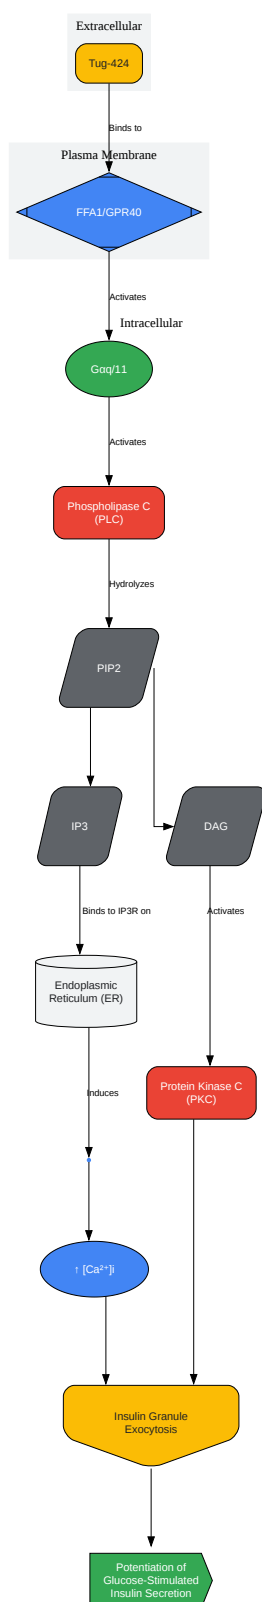 Extracellular
Tug-424
Binds to
Plasma Membrane
FFA1/GPR40
Activates
Intracellular
Gαq/11
Activates
Phospholipase C
(PLC)
Hydrolyzes
PIP2
IP3
DAG
Binds to IP3R on
Activates
Endoplasmic
Reticulum (ER)
Induces
Protein Kinase C
(PKC)
↑ [Ca²⁺]i
Insulin Granule
Exocytosis
Potentiation of
Glucose-Stimulated
Insulin Secretion